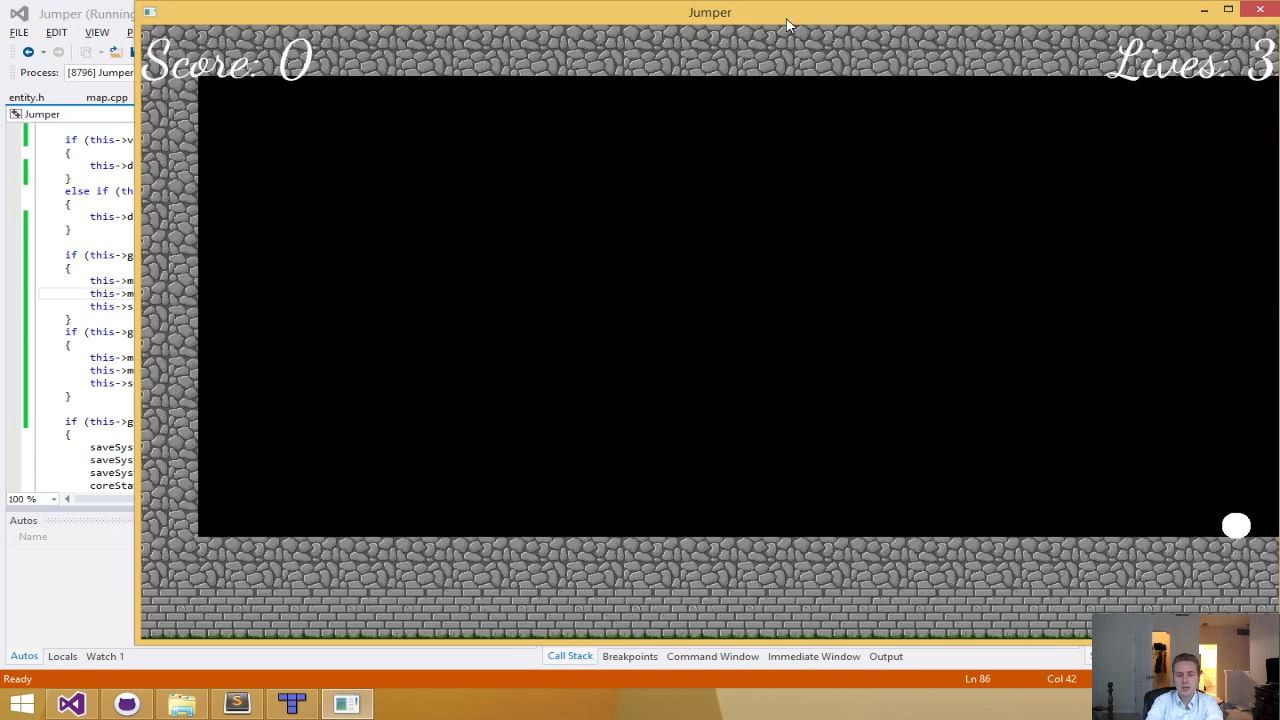 Jumper (Running
Jumper
FILE EDIT VIEW P
Process: [8796] Jumper
Score: 0
Lives: 3
entity.h map.cpp
Jumper
if (this->v
{
this->d
}
else if (th
{
this->d
}
if (this->g
{
this->m
this->m
this->s
}
if (this->g
{
this->m
this->m
this->s
}
if (this->g
{
saveSys
saveSys
saveSys
coreSta
100 %
Autos
Name
Autos Locals Watch 1
Call Stack Breakpoints Command Window Immediate Window Output
Ready
Ln 86 Col 42